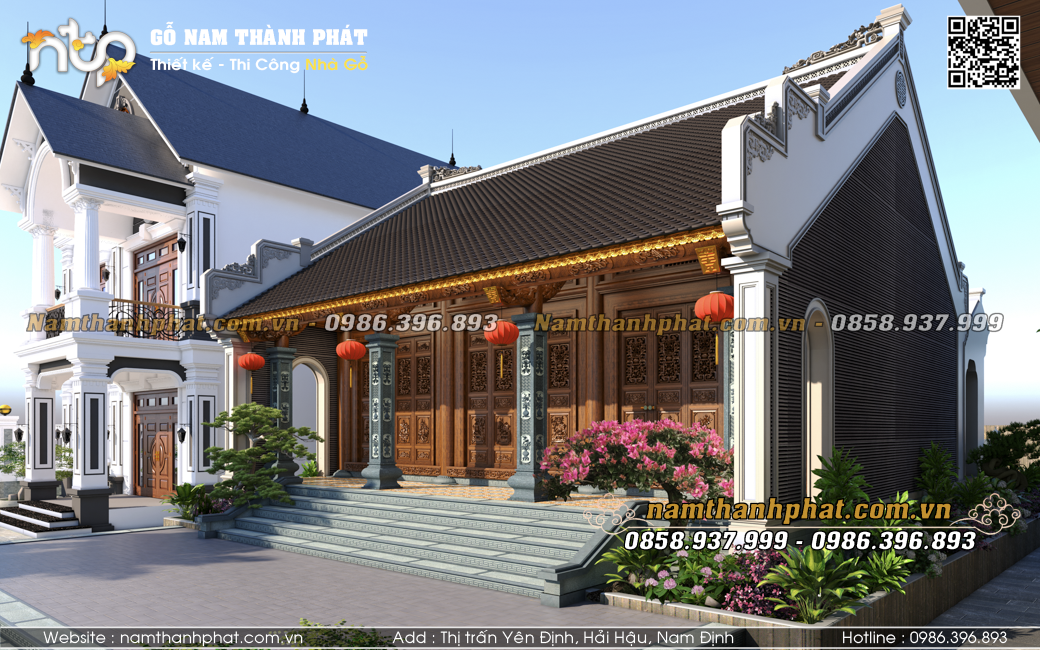 ntp
GỖ NAM THÀNH PHÁT
Thiết kế - Thi Công Nhà Gỗ
Namthanhphat.com.vn - 0986.396.893
Namthanhphat.com.vn - 0858.937.999
namthanhphat.com.vn
0858.937.999 - 0986.396.893
Website : namthanhphat.com.vn
Add : Thị trấn Yên Định, Hải Hậu, Nam Định
Hotline : 0986.396.893